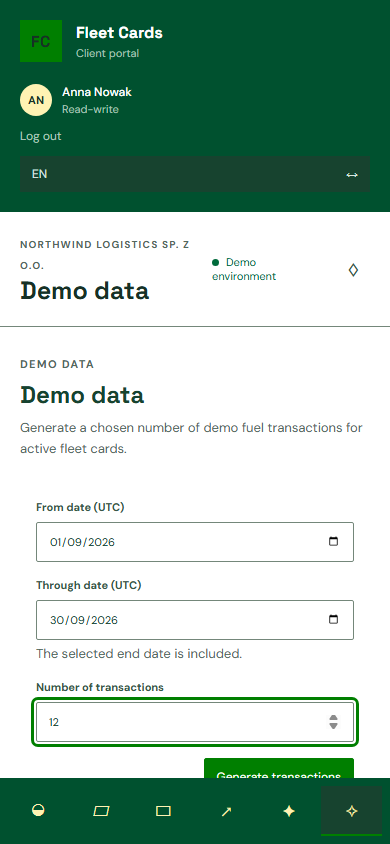 FC
Fleet Cards
Client portal
AN
Anna Nowak
Read-write
Log out
EN
NORTHWIND LOGISTICS SP. Z
O.O.
Demo data
Demo
environment
DEMO DATA
Demo data
Generate a chosen number of demo fuel transactions for
active fleet cards.
From date (UTC)
01/09/2026
Through date (UTC)
30/09/2026
The selected end date is included.
Number of transactions
12
Generate transactions